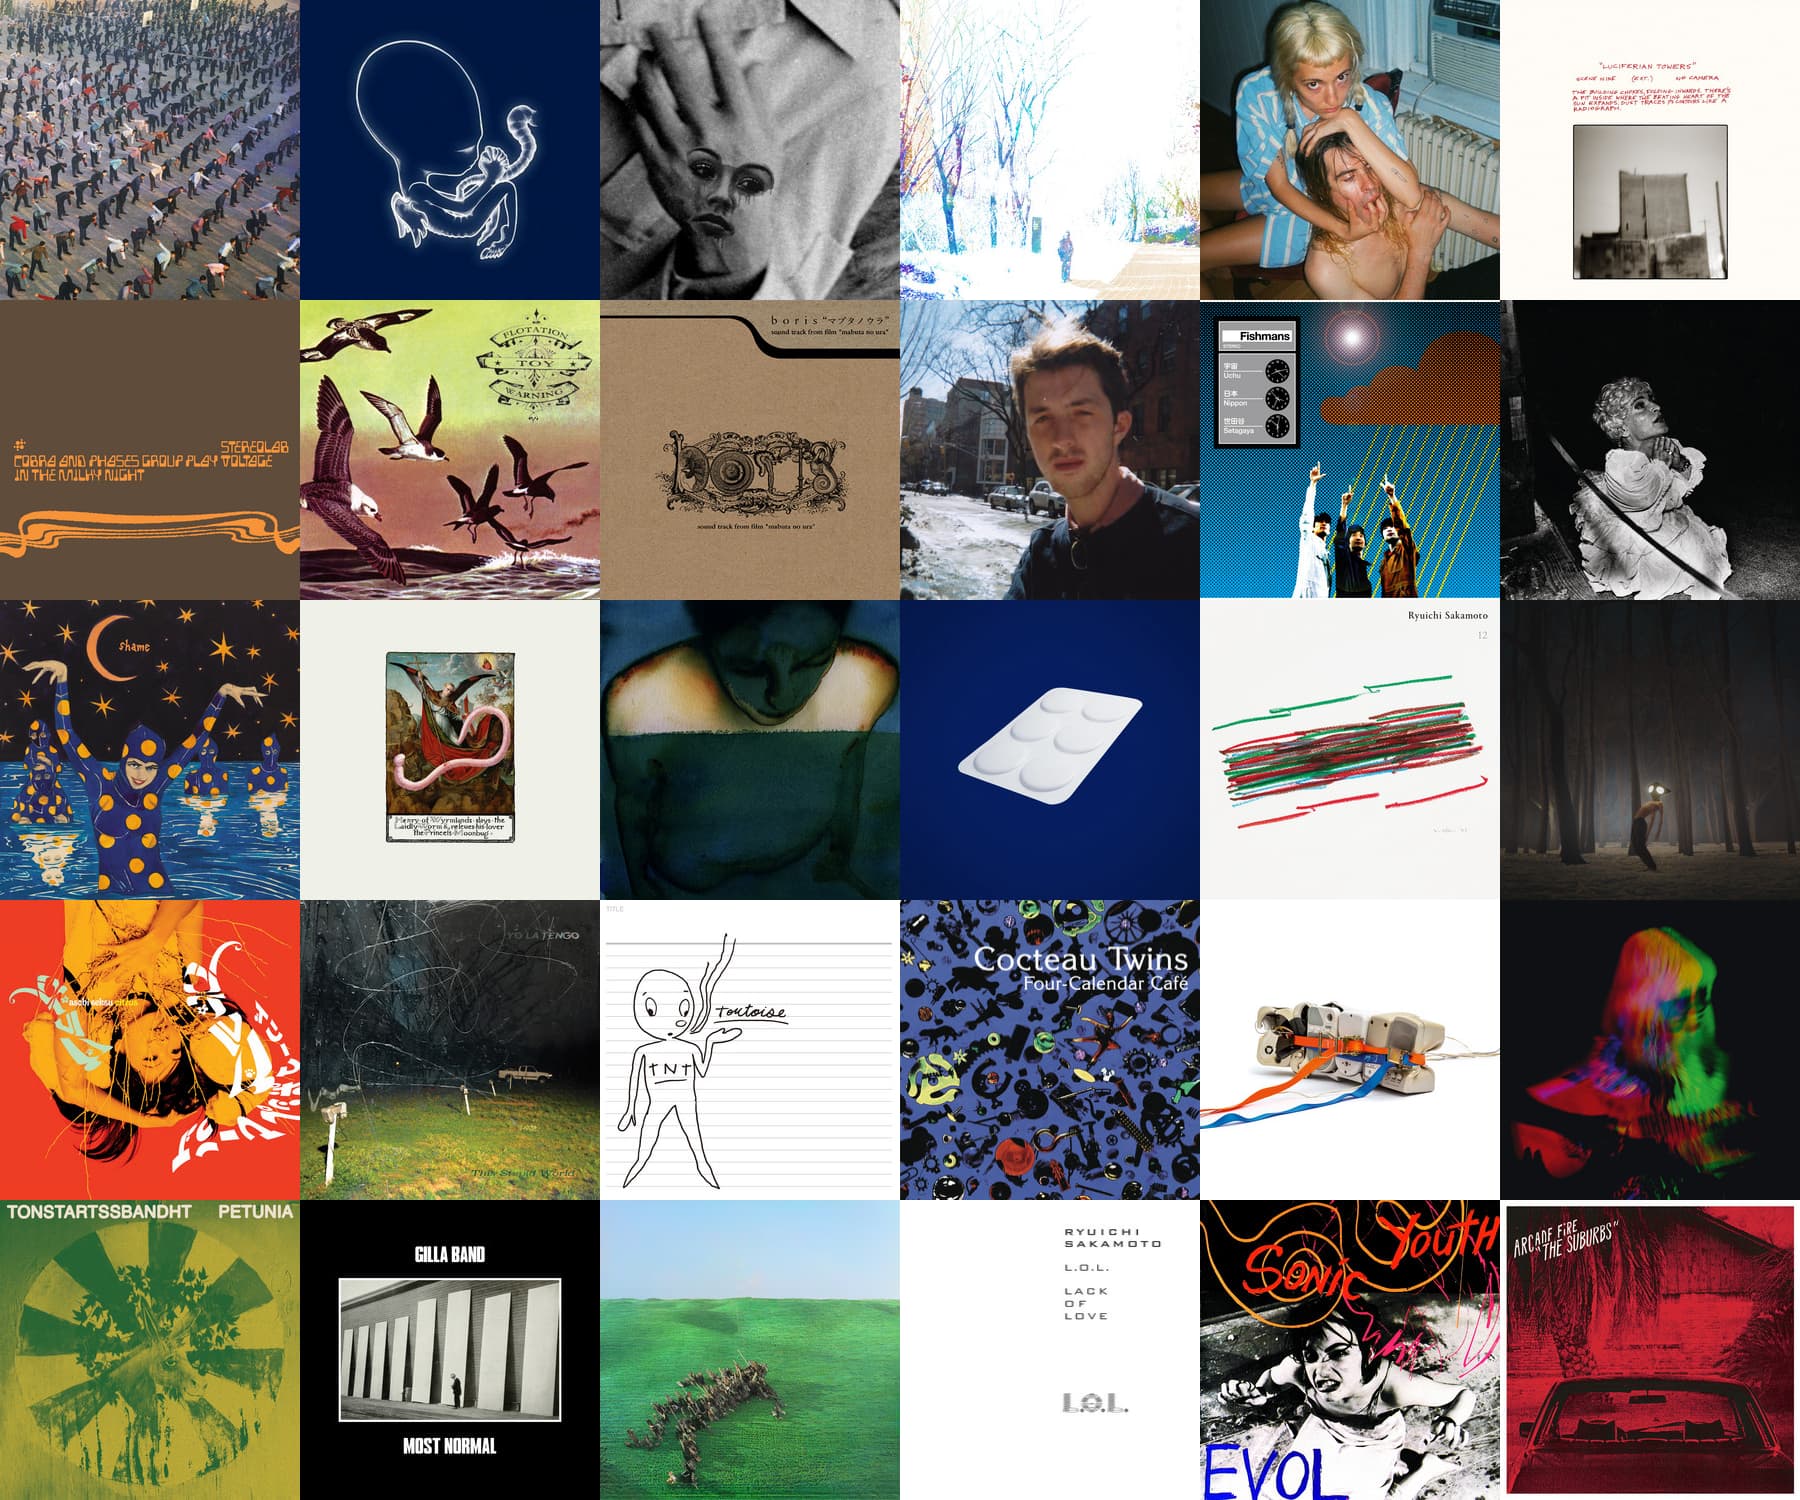 "LUCIFERIAN TOWERS"
SCENE NINE (EXT.) NO CAMERA
THE BUILDING CHOKES, FOLDING INWARDS. THERE'S
A PIT INSIDE WHERE THE BEATING HEART OF THE
SUN EXPANDS, DUST TRACES ITS CONTOURS LIKE A
RADIOGRAPH.
STEREOLAB
COBRA AND PHASES GROUP PLAY VOLTAGE
IN THE MILKY NIGHT
FLOTATION
TOY
WARNING
boris "マブタノウラ"
sound track from film "mabuta no ura"
boris
sound track from film "mabuta no ura"
Fishmans
STEREO
宇宙
Uchu
日本
Nippon
世田谷
Setagaya
shame
Henry of Wyrmlands slays the
Laidly Worm & relieves his lover
the Princess Moonbug
Ryuichi Sakamoto
12
asobi seksu citrus
YO LA TENGO
This Stupid World
TITLE
tortoise
TNT
Cocteau Twins
Four-Calendar Café
TONSTARTSSBANDHT PETUNIA
GILLA BAND
MOST NORMAL
RYUICHI
SAKAMOTO
L.O.L.
LACK
OF
LOVE
L.O.L.
SONIC YOUTH
EVOL
ARCADE FIRE
"THE SUBURBS"